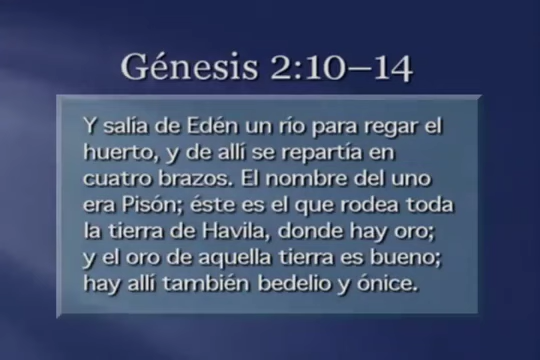 Génesis 2:10–14
Y salía de Edén un río para regar el
huerto, y de allí se repartía en
cuatro brazos. El nombre del uno
era Pisón; éste es el que rodea toda
la tierra de Havila, donde hay oro;
y el oro de aquella tierra es bueno;
hay allí también bedelio y ónice.